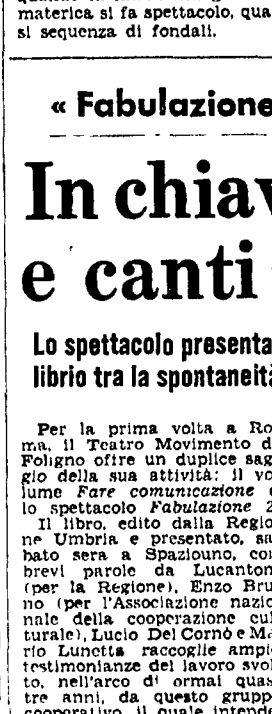 materica si fa spettacolo, qua
si sequenza di fondali.
« Fabulazione
In chiav
e canti
Lo spettacolo presenta
librio tra la spontaneità
Per la prima volta a Ro
ma, il Teatro Movimento d
Foligno offre un duplice sag
gio della sua attività: il vo
lume Fare comunicazione e
lo spettacolo Fabulazione 2
Il libro, edito dalla Regio
ne Umbria e presentato, sa
bato sera a Spaziouno, con
brevi parole da Lucanton
(per la Regione), Enzo Bru
no (per l'Associazione nazio
nale della cooperazione cul
turale), Lucio Del Cornò e Ma
rio Lunetta raccoglie ampi
testimonianze del lavoro svol
to, nell'arco di ormai quas
tre anni, da questo grupp
cooperativo, il quale intende